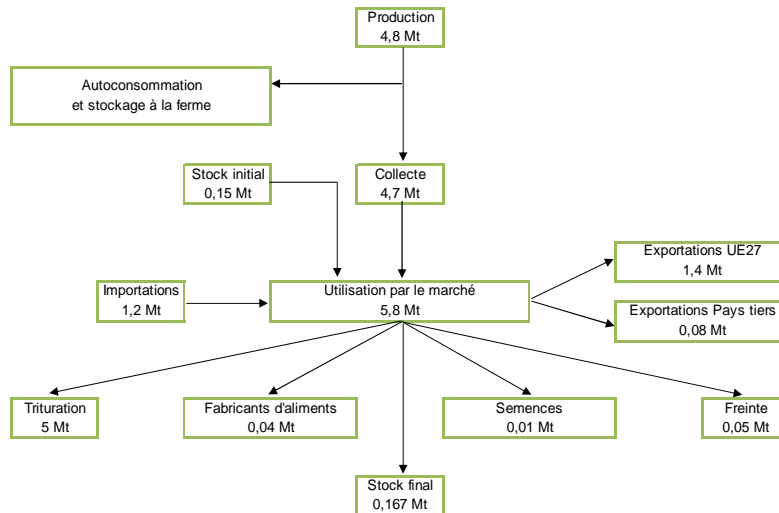 Production
4,8 Mt
Autoconsommation
et stockage à la ferme
Stock initial
0,15 Mt
Collecte
4,7 Mt
Exportations UE27
1,4 Mt
Importations
1,2 Mt
Utilisation par le marché
5,8 Mt
Exportations Pays tiers
0,08 Mt
Trituration
5 Mt
Fabricants d'aliments
0,04 Mt
Semences
0,01 Mt
Freinte
0,05 Mt
Stock final
0,167 Mt